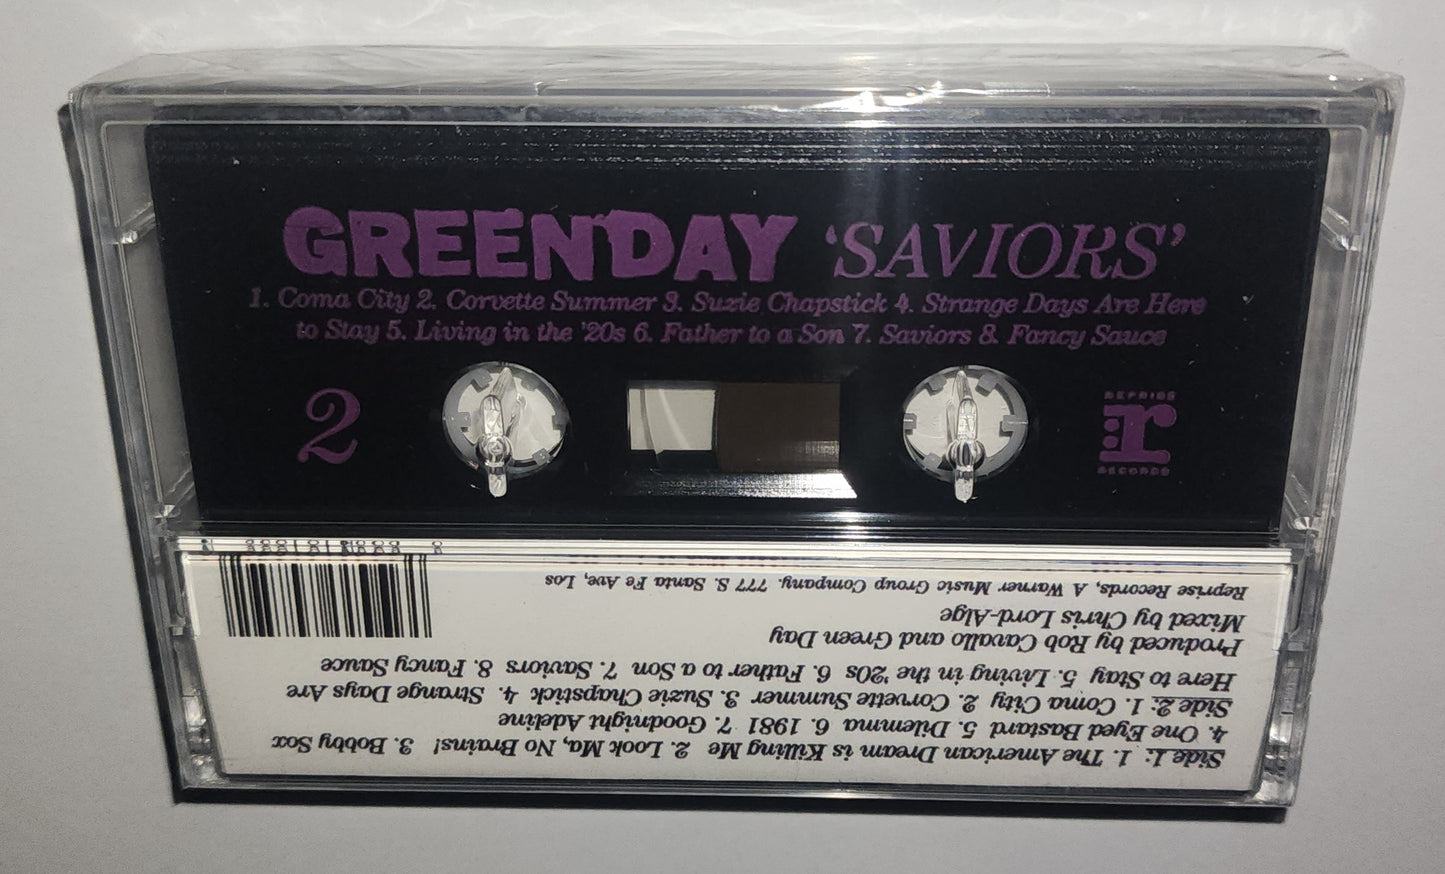 GREEN DAY 'SAVIORS'
1. Coma City 2. Corvette Summer 3. Suzie Chapstick 4. Strange Days Are Here
to Stay 5. Living in the '20s 6. Father to a Son 7. Saviors 8. Fancy Sauce
2
REPRISE
r
RECORDS
Side 1: 1. The American Dream is Killing Me 2. Look Ma, No Brains! 3. Bobby Sox
4. One Eyed Bastard 5. Dilemma 6. 1981 7. Goodnight Adeline
Side 2: 1. Coma City 2. Corvette Summer 3. Suzie Chapstick 4. Strange Days Are
Here to Stay 5. Living in the '20s 6. Father to a Son 7. Saviors 8. Fancy Sauce
Produced by Rob Cavallo and Green Day
Mixed by Chris Lord-Alge
Reprise Records, A Warner Music Group Company. 777 S. Santa Fe Ave, Los